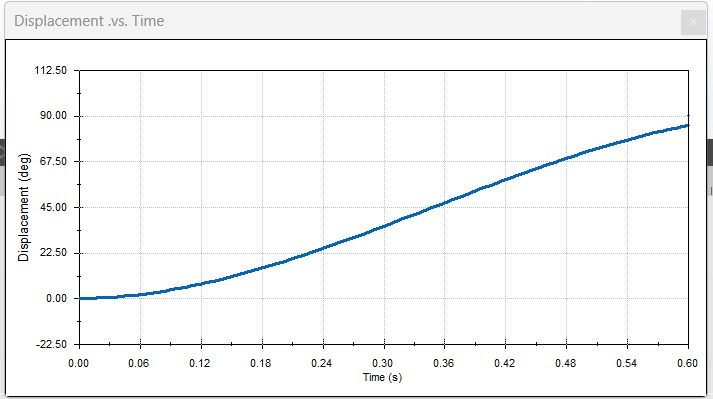 Displacement .vs. Time
112.50
90.00
67.50
45.00
22.50
0.00
-22.50
Displacement (deg)
0.00 0.06 0.12 0.18 0.24 0.30 0.36 0.42 0.48 0.54 0.60
Time (s)